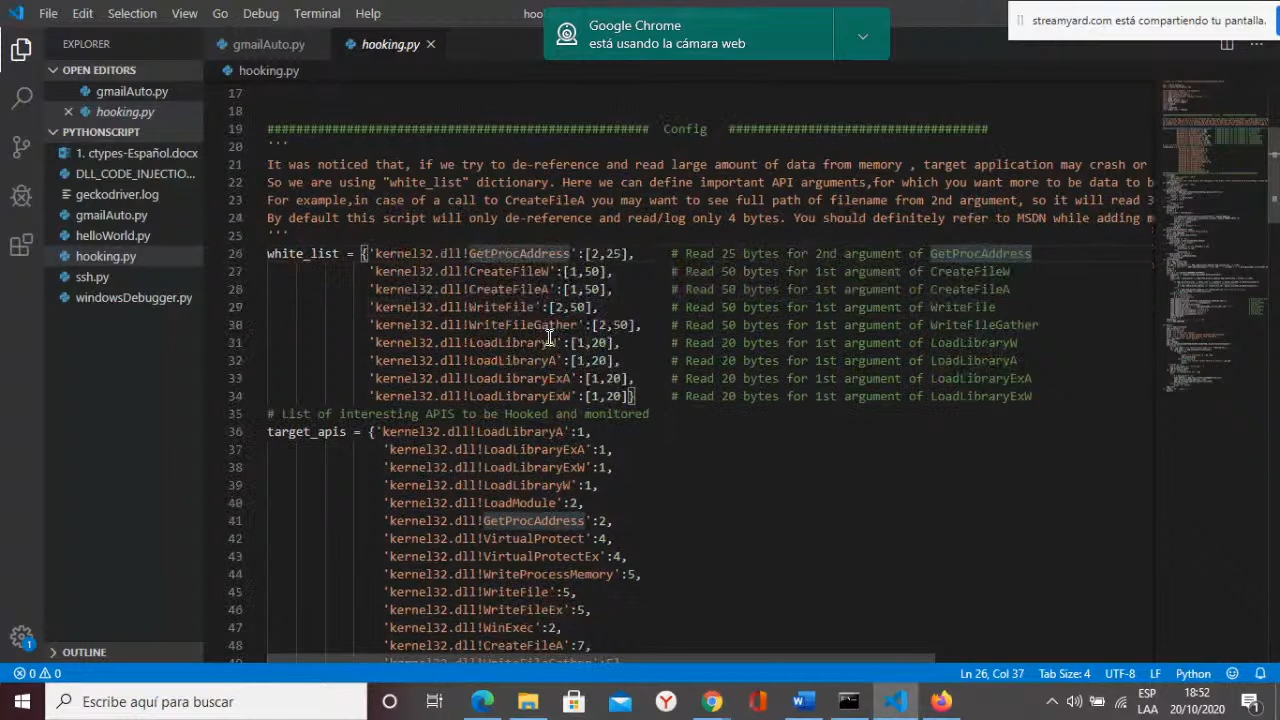 File Edit Selection View Go Debug Terminal Help
Google Chrome
está usando la cámara web
streamyard.com está compartiendo tu pantalla.
EXPLORER
gmailAuto.py
hooking.py
OPEN EDITORS
gmailAuto.py
hooking.py
PYTHONSCRIPT
1. ctypes-Español.docx
DLL_CODE_INJECTIO...
geckodriver.log
gmailAuto.py
helloWorld.py
hooking.py
ssh.py
windowsDebugger.py
OUTLINE
hooking.py
17
18
19 #################################################### Config ####################################
20 '''
21 It was noticed that, if we try to de-reference and read large amount of data from memory , target application may crash or
22 So we are using "white_list" dictionary. Here we can define important API arguments,for which you want more to be data to b
23 For example,in case of a call to CreateFileA you may want to see full path of filename from 2nd argument, so it will read 3
24 By default this script will only de-reference and read/log only 4 bytes. You should definitely refer to MSDN while adding m
25 '''
26 white_list = {'kernel32.dll!GetProcAddress':[2,25], # Read 25 bytes for 2nd argument of GetProcAddress
27 'kernel32.dll!CreateFileW':[1,50], # Read 50 bytes for 1st argument of CreateFileW
28 'kernel32.dll!CreateFileA':[1,50], # Read 50 bytes for 1st argument of CreateFileA
29 'kernel32.dll!WriteFile':[2,50], # Read 50 bytes for 1st argument of WriteFile
30 'kernel32.dll!WriteFileGather':[2,50], # Read 50 bytes for 1st argument of WriteFileGather
31 'kernel32.dll!LoadLibraryW':[1,20], # Read 20 bytes for 1st argument of LoadLibraryW
32 'kernel32.dll!LoadLibraryA':[1,20], # Read 20 bytes for 1st argument of LoadLibraryA
33 'kernel32.dll!LoadLibraryExA':[1,20], # Read 20 bytes for 1st argument of LoadLibraryExA
34 'kernel32.dll!LoadLibraryExW':[1,20]} # Read 20 bytes for 1st argument of LoadLibraryExW
35 # List of interesting APIS to be Hooked and monitored
36 target_apis = {'kernel32.dll!LoadLibraryA':1,
37 'kernel32.dll!LoadLibraryExA':1,
38 'kernel32.dll!LoadLibraryExW':1,
39 'kernel32.dll!LoadLibraryW':1,
40 'kernel32.dll!LoadModule':2,
41 'kernel32.dll!GetProcAddress':2,
42 'kernel32.dll!VirtualProtect':4,
43 'kernel32.dll!VirtualProtectEx':4,
44 'kernel32.dll!WriteProcessMemory':5,
45 'kernel32.dll!WriteFile':5,
46 'kernel32.dll!WriteFileEx':5,
47 'kernel32.dll!WinExec':2,
48 'kernel32.dll!CreateFileA':7,
0 0 Ln 26, Col 37 Tab Size: 4 UTF-8 LF Python
1
Escribe aquí para buscar
ESP
LAA
18:52
20/10/2020